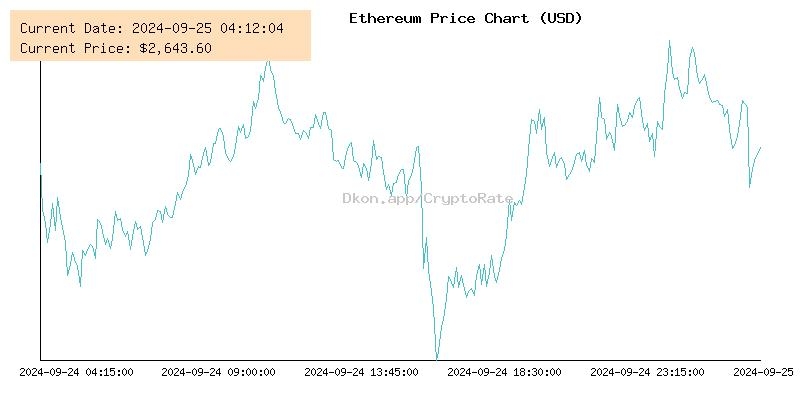 Ethereum Price Chart (USD)
Current Date: 2024-09-25 04:12:04
Current Price: $2,643.60
Dkon.app/CryptoRate
2024-09-24 04:15:00
2024-09-24 09:00:00
2024-09-24 13:45:00
2024-09-24 18:30:00
2024-09-24 23:15:00
2024-09-25